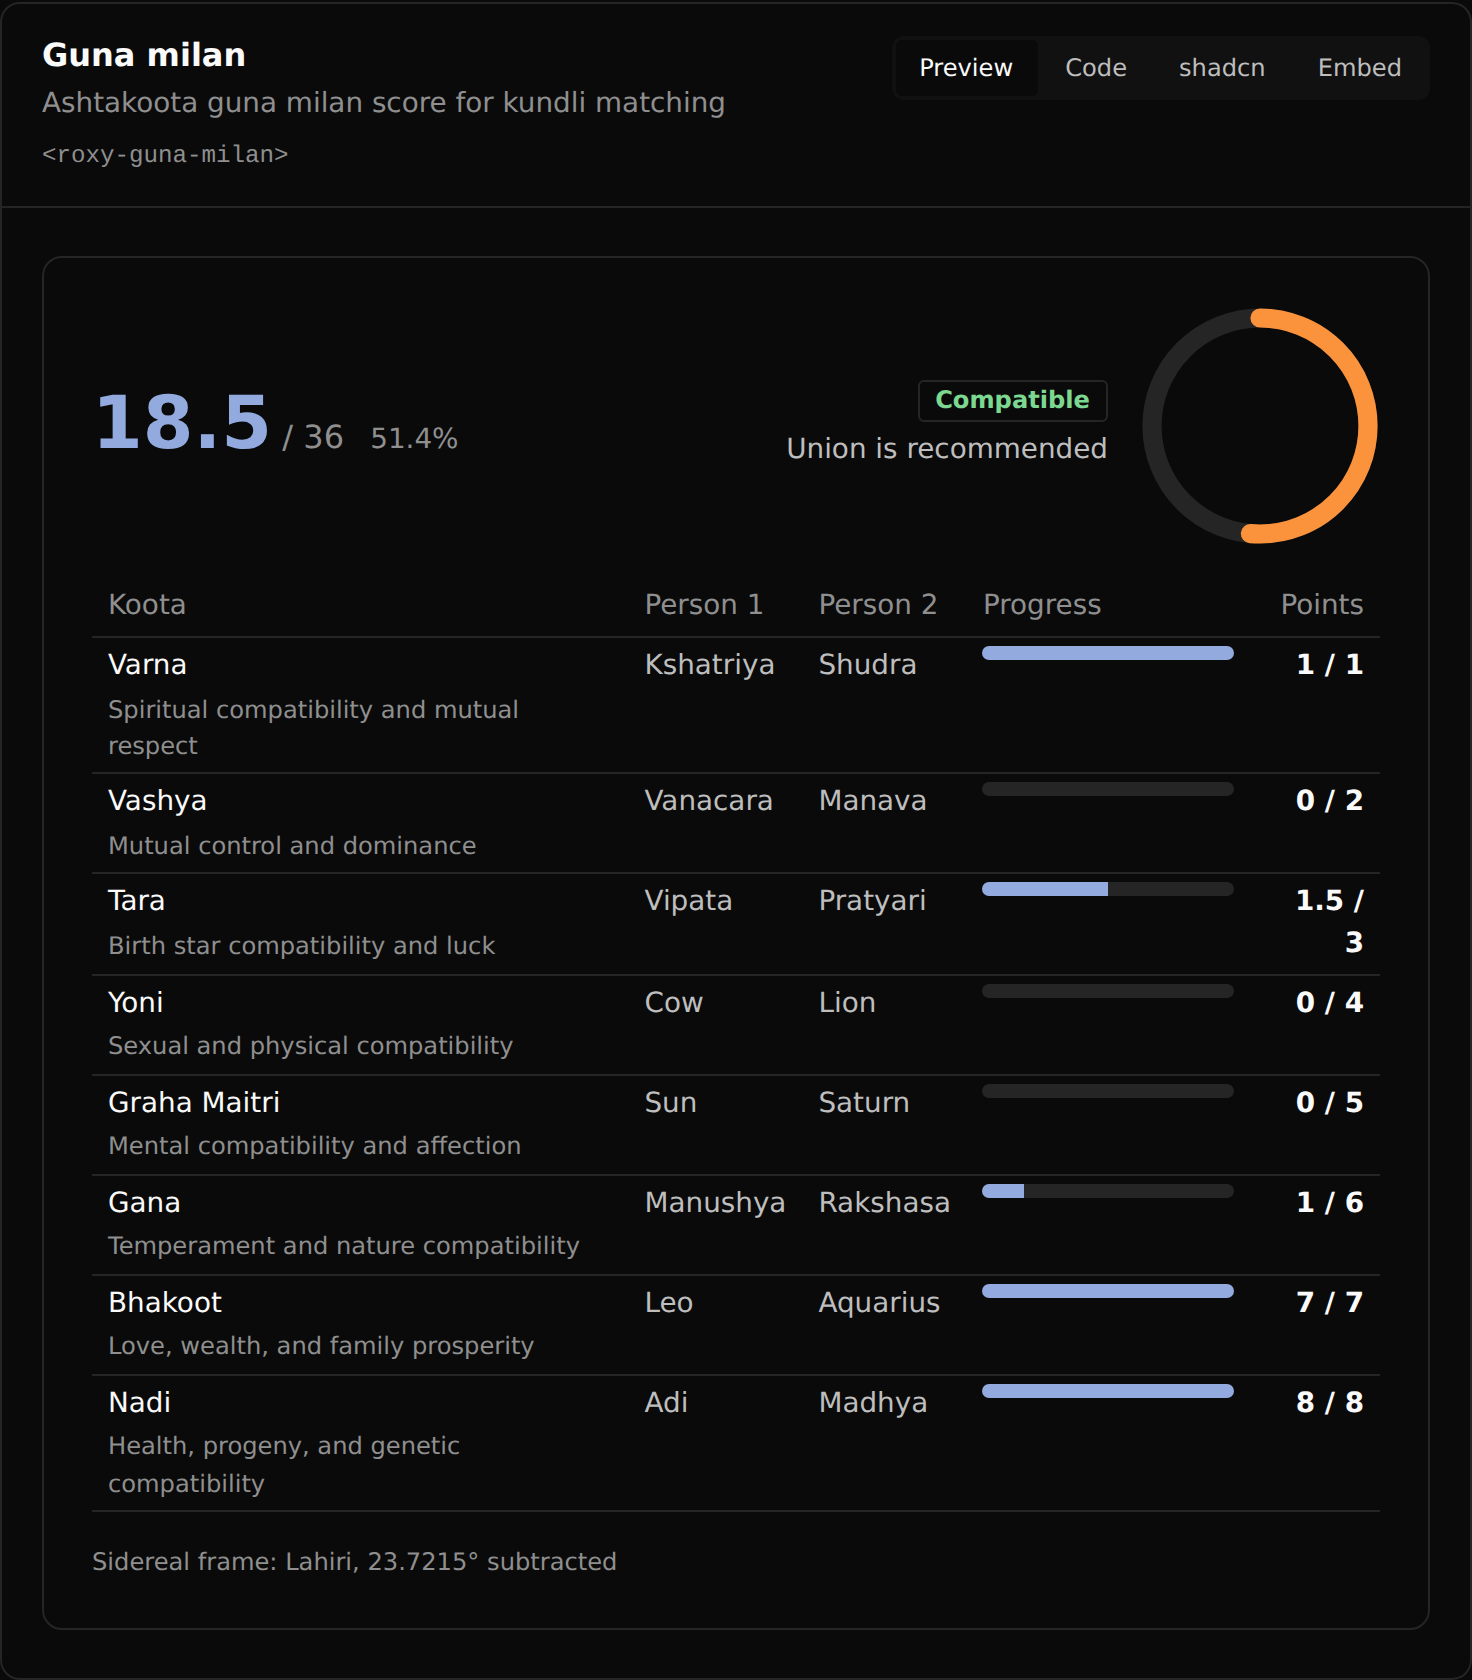 Guna milan
Ashtakoota guna milan score for kundli matching
<roxy-guna-milan>
Preview Code shadcn Embed
18.5 / 36 51.4%
Compatible
Union is recommended
Koota Person 1 Person 2 Progress Points
Varna Kshatriya Shudra 1 / 1
Spiritual compatibility and mutual
respect
Vashya Vanacara Manava 0 / 2
Mutual control and dominance
Tara Vipata Pratyari 1.5 /
3
Birth star compatibility and luck
Yoni Cow Lion 0 / 4
Sexual and physical compatibility
Graha Maitri Sun Saturn 0 / 5
Mental compatibility and affection
Gana Manushya Rakshasa 1 / 6
Temperament and nature compatibility
Bhakoot Leo Aquarius 7 / 7
Love, wealth, and family prosperity
Nadi Adi Madhya 8 / 8
Health, progeny, and genetic
compatibility
Sidereal frame: Lahiri, 23.7215° subtracted